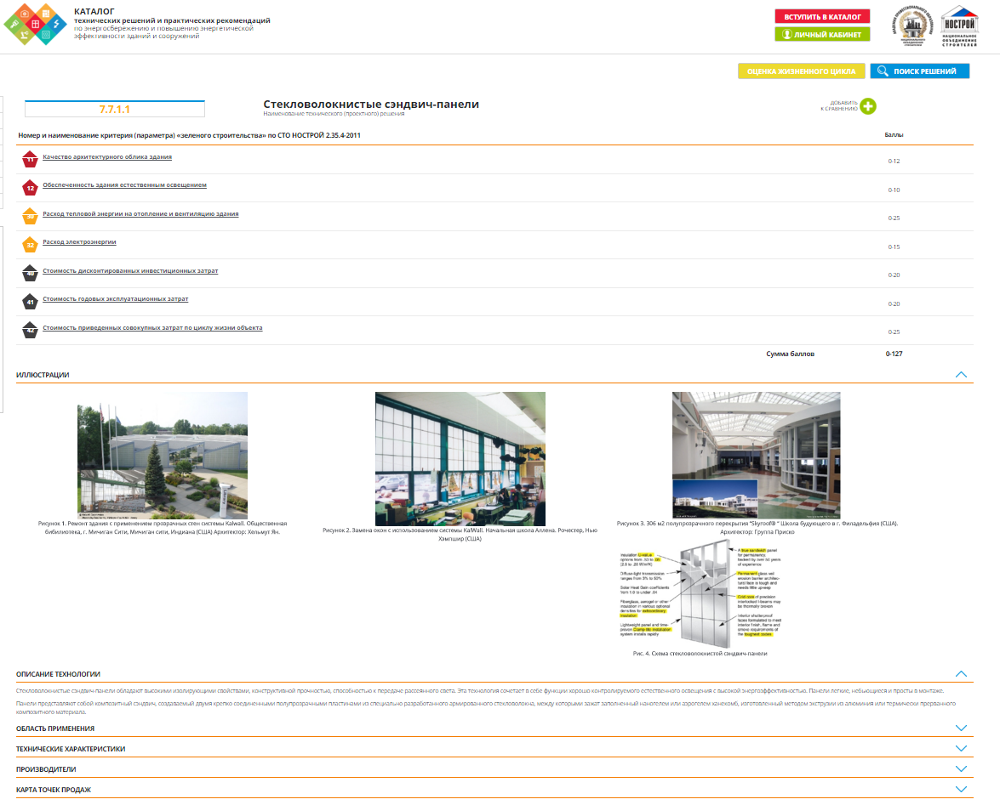 КАТАЛОГ
технических решений и практических рекомендаций
по энергосбережению и повышению энергетической
эффективности зданий и сооружений
ВСТУПИТЬ В КАТАЛОГ
ЛИЧНЫЙ КАБИНЕТ
НОСТРОЙ
НАЦИОНАЛЬНОЕ
ОБЪЕДИНЕНИЕ
СТРОИТЕЛЕЙ
ОЦЕНКА ЖИЗНЕННОГО ЦИКЛА
ПОИСК РЕШЕНИЙ
7.7.1.1
Стекловолокнистые сэндвич-панели
Наименование технического (проектного) решения
ДОБАВИТЬ
К СРАВНЕНИЮ
Номер и наименование критерия (параметра) «зеленого строительства» по СТО НОСТРОЙ 2.35.4-2011
Баллы
11 Качество архитектурного облика здания 0-12
12 Обеспеченность здания естественным освещением 0-10
30 Расход тепловой энергии на отопление и вентиляцию здания 0-25
32 Расход электроэнергии 0-15
40 Стоимость дисконтированных инвестиционных затрат 0-20
41 Стоимость годовых эксплуатационных затрат 0-20
42 Стоимость приведенных совокупных затрат по циклу жизни объекта 0-25
Сумма баллов 0-127
ИЛЛЮСТРАЦИИ
Рисунок 1. Ремонт здания с применением прозрачных стен системы Kalwall. Общественная
бибилиотека, г. Мичиган Сити, Мичиган сити, Индиана (США) Архитектор: Хельмут Ян.
Рисунок 2. Замена окон с использованием системы KalWall. Начальная школа Аллена. Рочестер, Нью
Хэмпшир (США)
Рисунок 3. 306 м2 полупрозрачного перекрытия "Skyroof® " Школа будующего в г. Филадельфия (США).
Архитектор: Группа Приско
Insulation U-value
options from .53 to .05
(2.8 to .28 W/m²K)
Diffuse light transmission
ranges from 3% to 50%
Solar Heat Gain coefficients
from 1.0 to under .04
Fiberglass, aerogel or other
insulation in various optional
densities for extraordinary
insulation
Lightweight panel and time-
proven Clamp-tite installation
system installs rapidly
A true sandwich panel
for permanency,
backed by over 50 years
of experience
Permanent glass veil
erosion barrier architec-
tural face is tough and
needs little upkeep
Grid core of precision
interlocked I-beams may
be thermally broken
Interior shatterproof
faces formulated to meet
interior finish, flame and
smoke requirements of
the toughest codes.
Рис. 4. Схема стекловолокнистой сэндвич-панели
ОПИСАНИЕ ТЕХНОЛОГИИ
Стекловолокнистые сэндвич-панели обладают высокими изолирующими свойствами, конструктивной прочностью, способностью к передаче рассеянного света. Эта технология сочетает в себе функции хорошо контролируемого естественного освещения с высокой энергоэффективностью. Панели легкие, небьющиеся и просты в монтаже.
Панели представляют собой композитный сэндвич, создаваемый двумя крепко соединенными полупрозрачными пластинами из специально разработанного армированного стекловолокна, между которыми зажат заполненный наногелем или аэрогелем ханекомб, изготовленный методом экструзии из алюминия или термически прерванного
композитного материала.
ОБЛАСТЬ ПРИМЕНЕНИЯ
ТЕХНИЧЕСКИЕ ХАРАКТЕРИСТИКИ
ПРОИЗВОДИТЕЛИ
КАРТА ТОЧЕК ПРОДАЖ